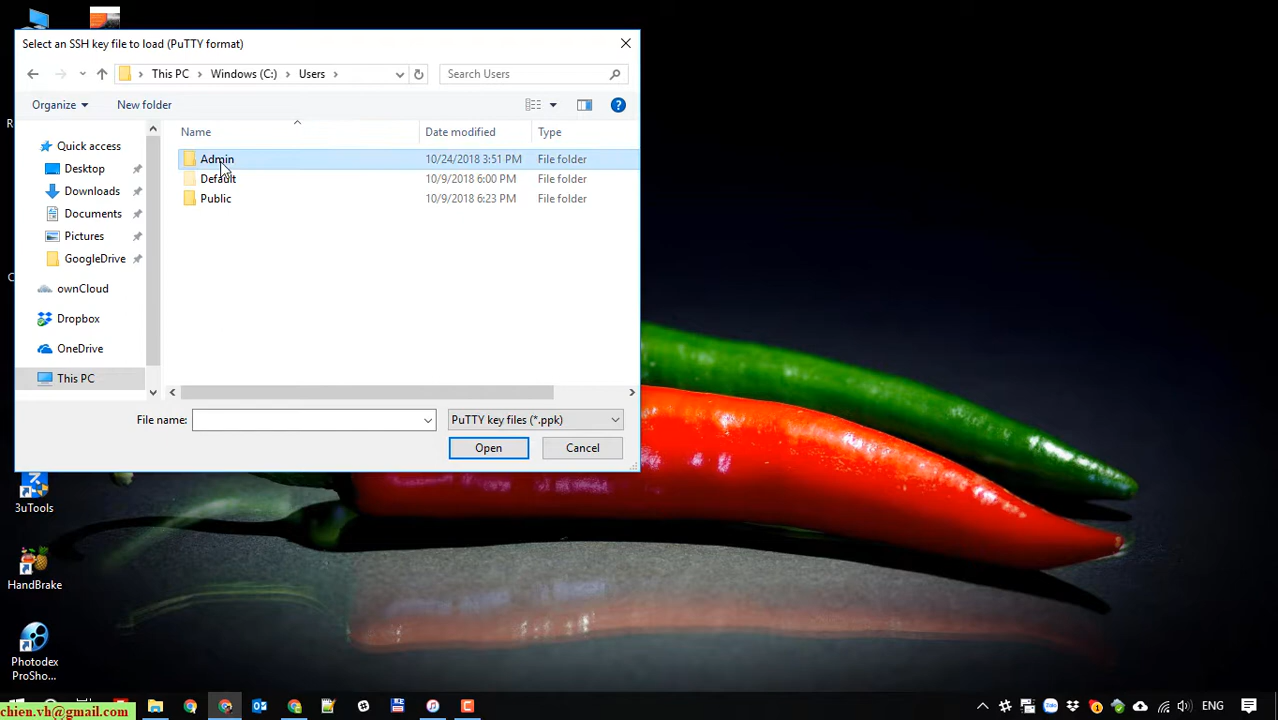 Select an SSH key file to load (PuTTY format)
This PC > Windows (C:) > Users >
Search Users
Organize
New folder
Name
Date modified
Type
Quick access
Desktop
Downloads
Documents
Pictures
GoogleDrive
ownCloud
Dropbox
OneDrive
This PC
Admin 10/24/2018 3:51 PM File folder
Default 10/9/2018 6:00 PM File folder
Public 10/9/2018 6:23 PM File folder
File name:
PuTTY key files (*.ppk)
Open
Cancel
3uTools
HandBrake
Photodex
ProSho...
chien.vh@gmail.com
Zalo
ENG